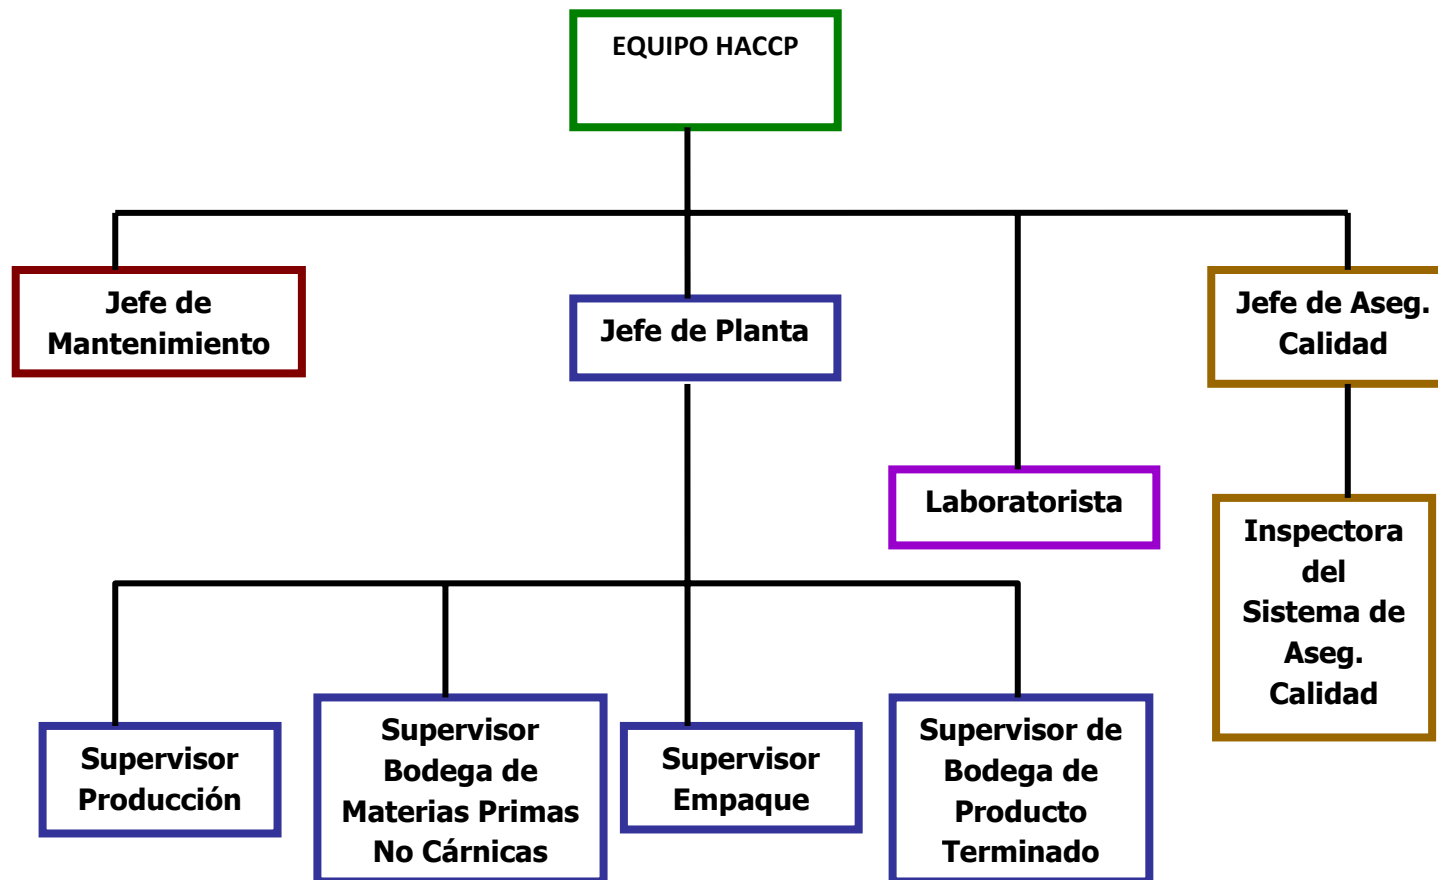 EQUIPO HACCP
Jefe de
Mantenimiento
Jefe de Planta
Jefe de Aseg.
Calidad
Laboratorista
Inspectora
del
Sistema de
Aseg.
Calidad
Supervisor
Producción
Supervisor
Bodega de
Materias Primas
No Cárnicas
Supervisor
Empaque
Supervisor de
Bodega de
Producto
Terminado